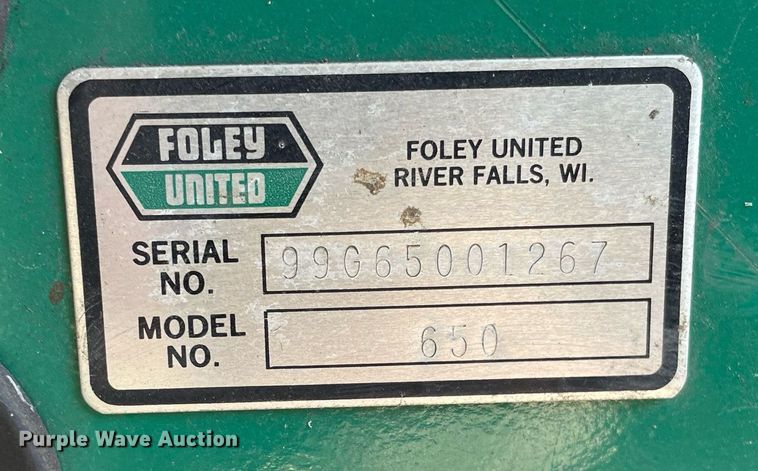 FOLEY
UNITED
FOLEY UNITED
RIVER FALLS, WI.
SERIAL
NO.
99G65001267
MODEL
NO.
650
Purple Wave Auction